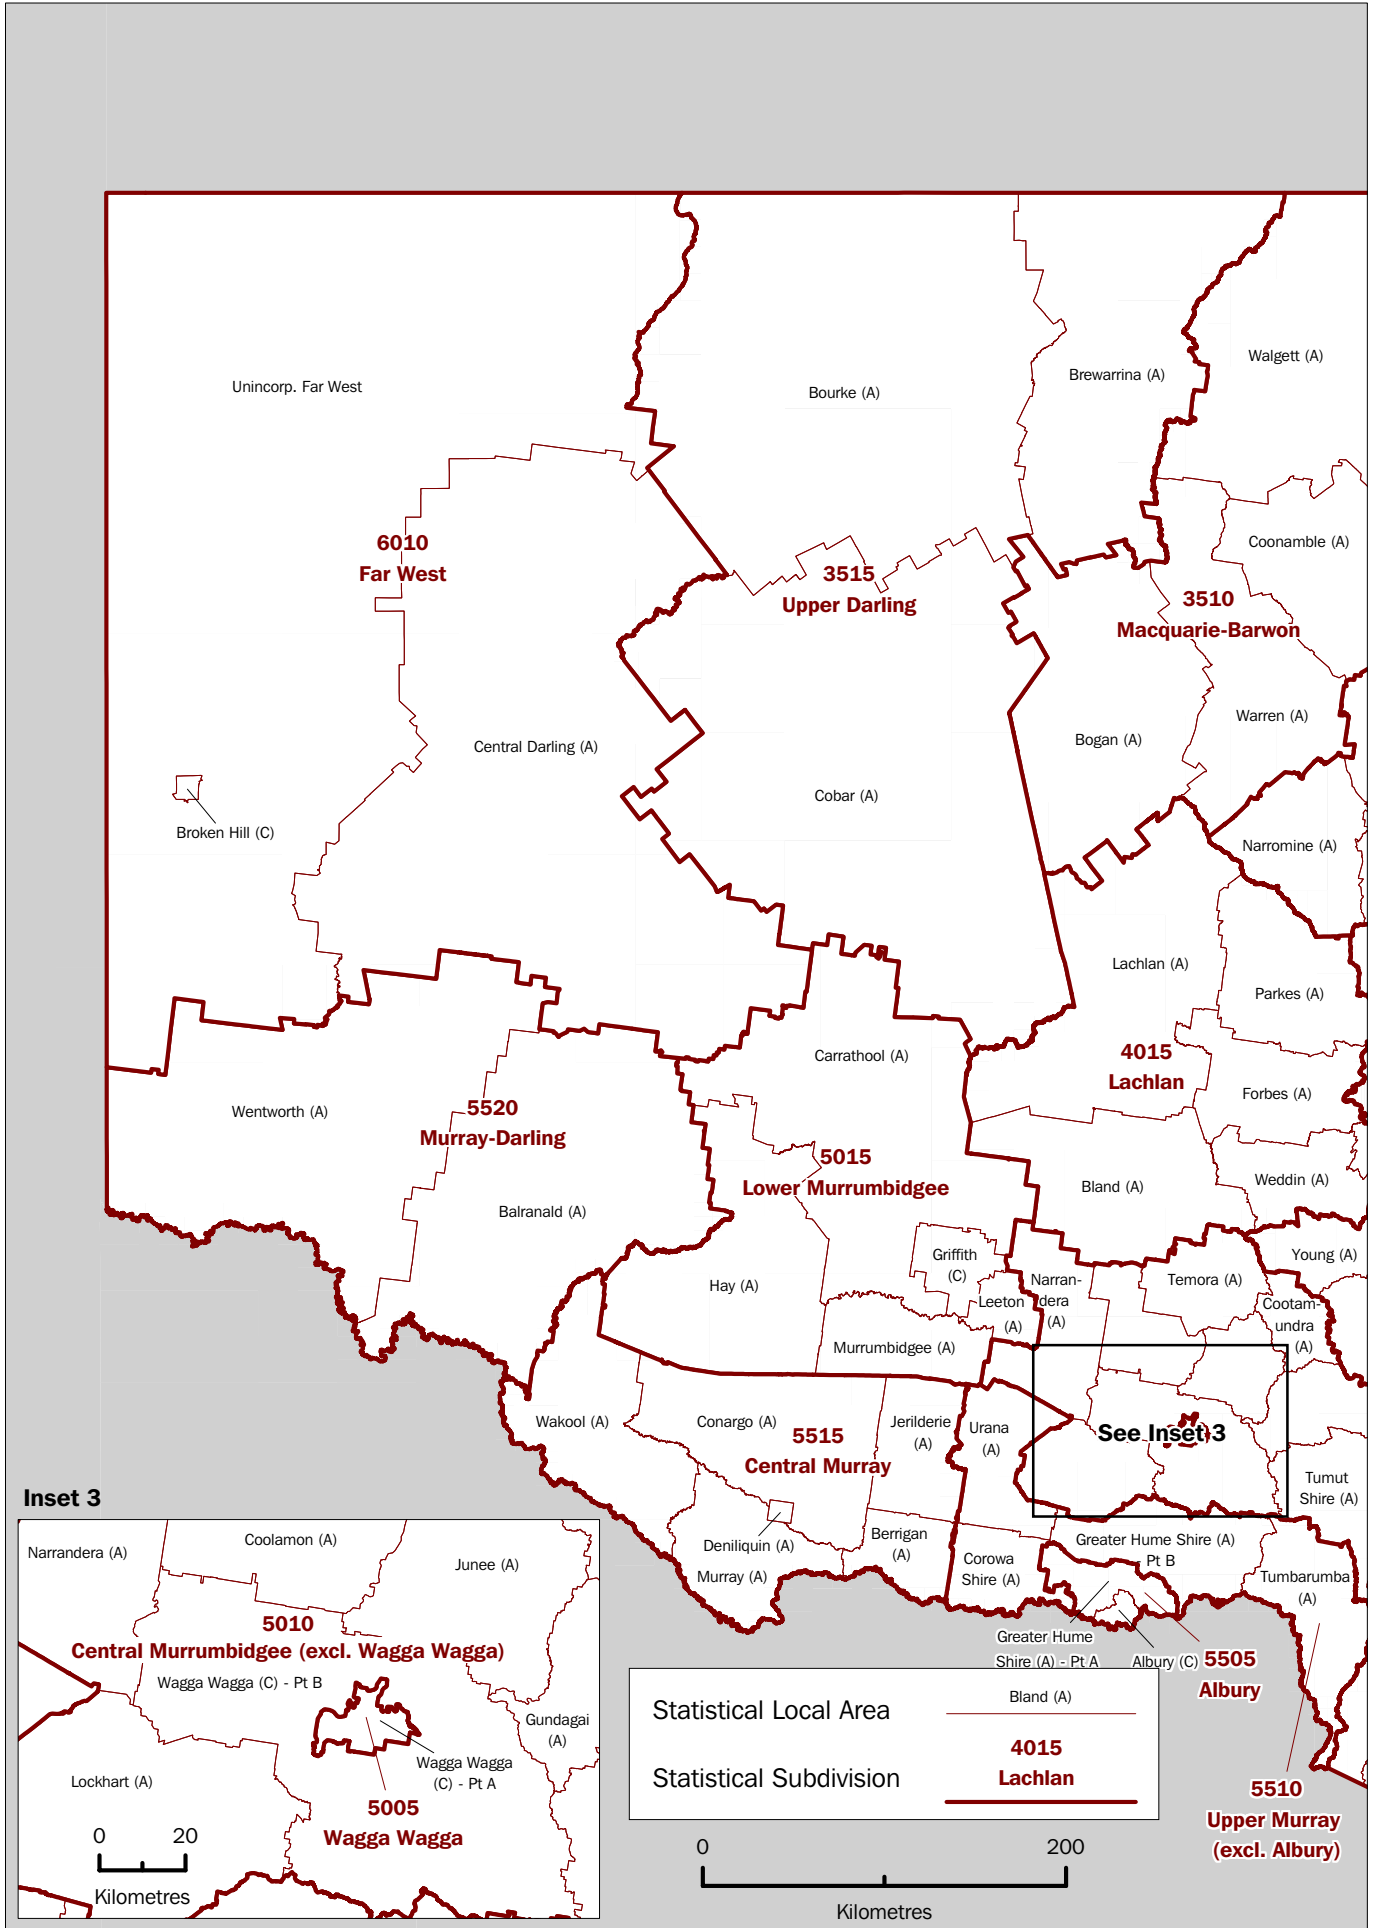 Unincorp. Far West
Bourke (A)
Brewarrina (A)
Walgett (A)
6010
Far West
3515
Upper Darling
Coonamble (A)
3510
Macquarie-Barwon
Central Darling (A)
Warren (A)
Bogan (A)
Cobar (A)
Broken Hill (C)
Narromine (A)
Lachlan (A)
Parkes (A)
Carrathool (A)
4015
Lachlan
Forbes (A)
Wentworth (A)
5520
Murray-Darling
5015
Lower Murrumbidgee
Bland (A)
Weddin (A)
Balranald (A)
Griffith
(C)
Young (A)
Hay (A)
Narran-
dera
(A)
Temora (A)
Leeton
(A)
Cootam-
undra
(A)
Murrumbidgee (A)
Wakool (A)
Conargo (A)
Jerilderie
(A)
Urana
(A)
See Inset 3
5515
Central Murray
Tumut
Shire (A)
Deniliquin (A)
Berrigan
(A)
Greater Hume Shire (A)
- Pt B
Murray (A)
Corowa
Shire (A)
Tumbarumba
(A)
Greater Hume
Shire (A) - Pt A
Albury (C)
5505
Albury
5510
Upper Murray
(excl. Albury)
Inset 3
Narrandera (A)
Coolamon (A)
Junee (A)
5010
Central Murrumbidgee (excl. Wagga Wagga)
Wagga Wagga (C) - Pt B
Gundagai
(A)
Wagga Wagga
(C) - Pt A
Lockhart (A)
5005
Wagga Wagga
0 20
Kilometres
Statistical Local Area
Bland (A)
Statistical Subdivision
4015
Lachlan
0 200
Kilometres